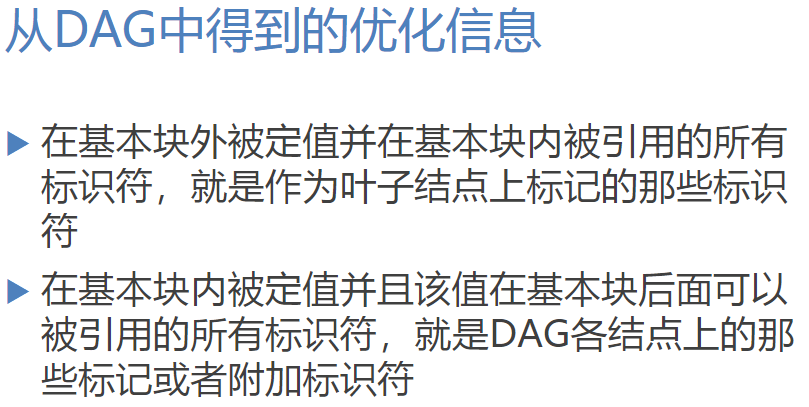 从DAG中得到的优化信息
在基本块外被定值并在基本块内被引用的所有
标识符，就是作为叶子结点上标记的那些标识
符
在基本块内被定值并且该值在基本块后面可以
被引用的所有标识符，就是DAG各结点上的那
些标记或者附加标识符